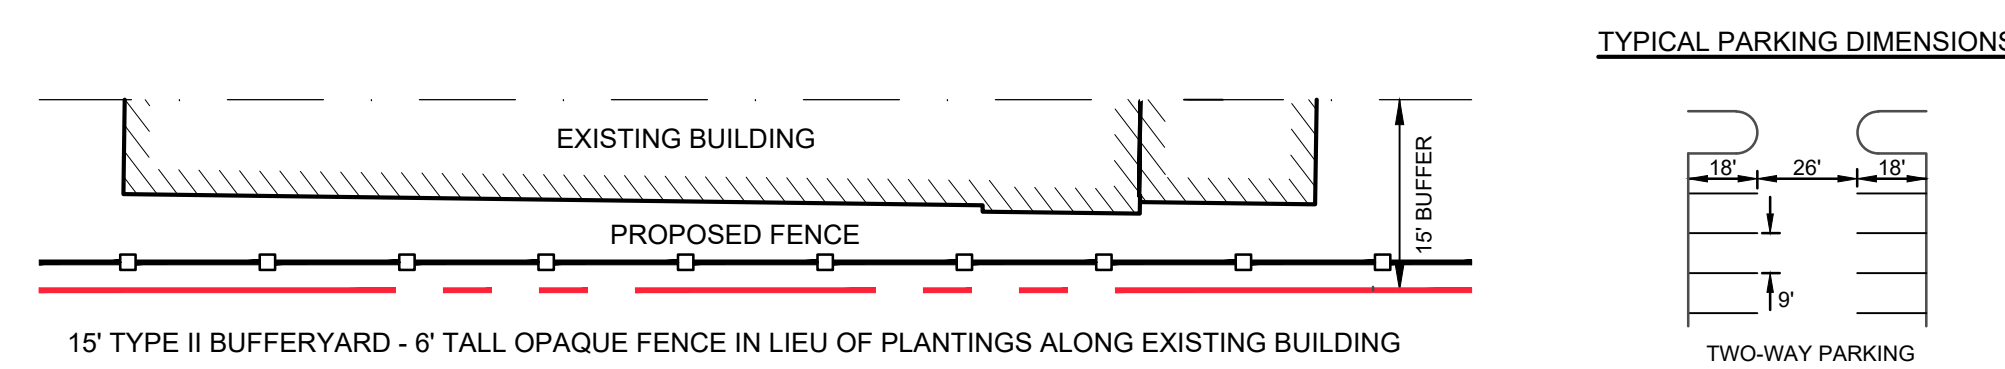 TYPICAL PARKING DIMENSIONS
EXISTING BUILDING
15' BUFFER
PROPOSED FENCE
15' TYPE II BUFFERYARD - 6' TALL OPAQUE FENCE IN LIEU OF PLANTINGS ALONG EXISTING BUILDING
18' 26' 18'
9'
TWO-WAY PARKING